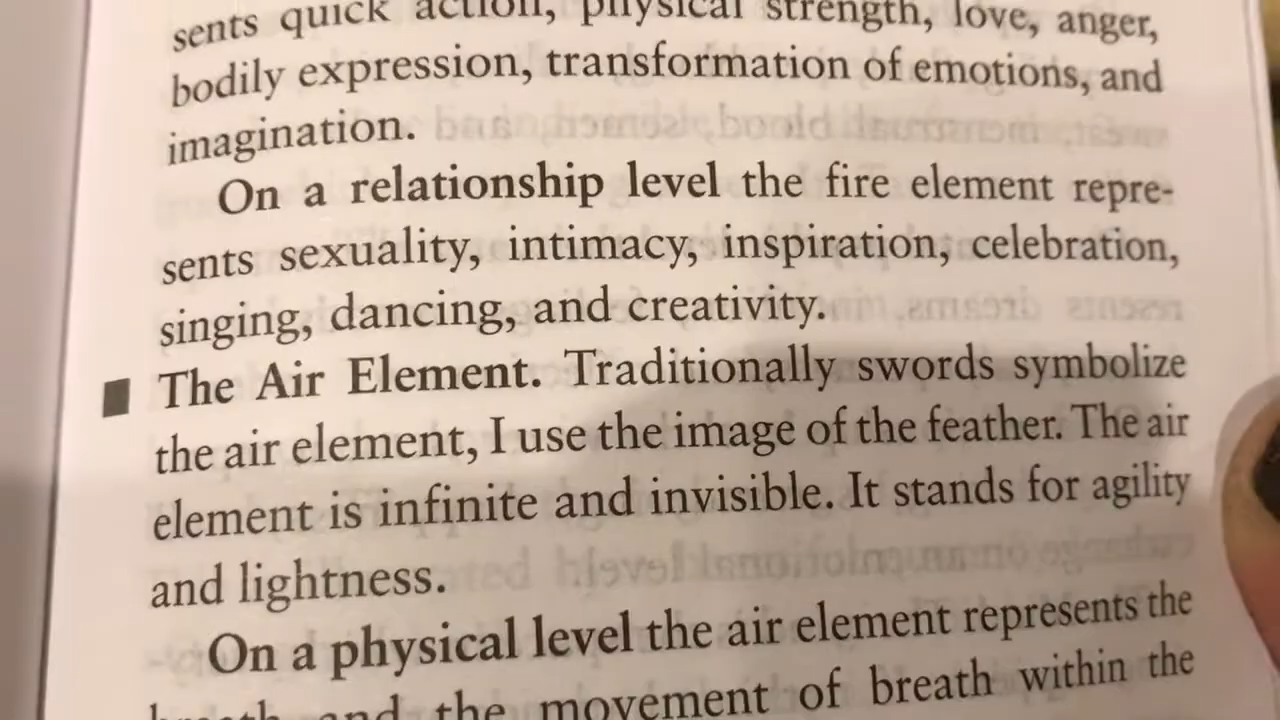 sents quick action, physical strength, love, anger,
bodily expression, transformation of emotions, and
imagination.
On a relationship level the fire element repre-
sents sexuality, intimacy, inspiration, celebration,
singing, dancing, and creativity.
■ The Air Element. Traditionally swords symbolize
the air element, I use the image of the feather. The air
element is infinite and invisible. It stands for agility
and lightness.
On a physical level the air element represents the
breath and the movement of breath within the